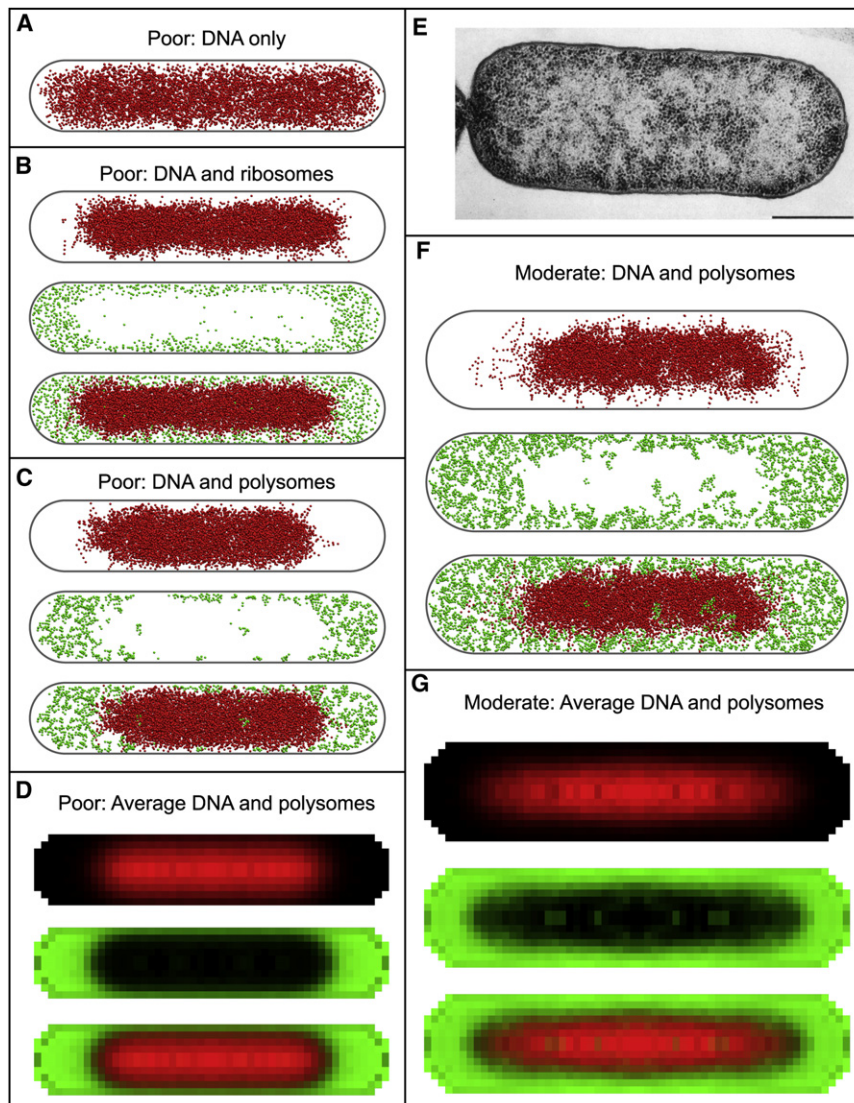 A
Poor: DNA only
B
Poor: DNA and ribosomes
C
Poor: DNA and polysomes
D
Poor: Average DNA and polysomes
E
F
Moderate: DNA and polysomes
G
Moderate: Average DNA and polysomes